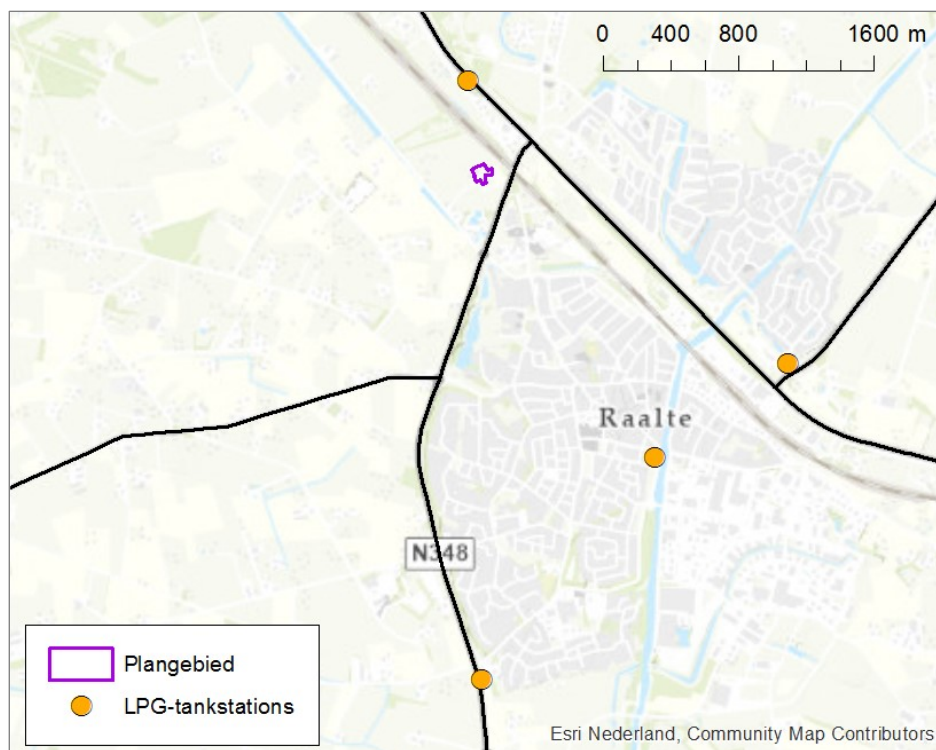 0 400 800 1600 m
Raalte
N348
Plangebied
LPG-tankstations
Esri Nederland, Community Map Contributors